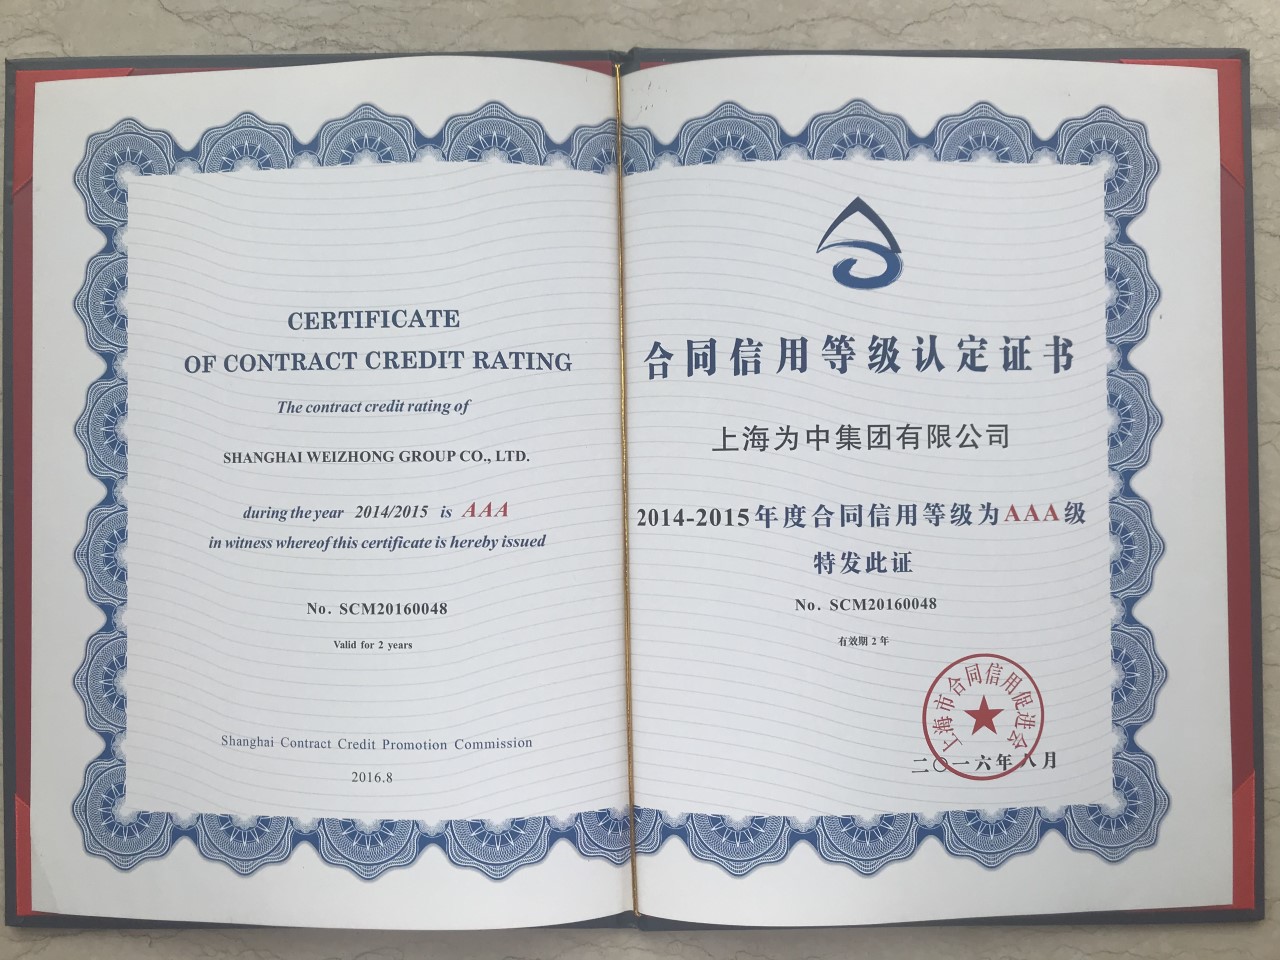 CERTIFICATE
OF CONTRACT CREDIT RATING
The contract credit rating of
SHANGHAI WEIZHONG GROUP CO., LTD.
during the year 2014/2015 is AAA
in witness whereof this certificate is hereby issued
No. SCM20160048
Valid for 2 years
Shanghai Contract Credit Promotion Commission
2016.8
合同信用等级认定证书
上海为中集团有限公司
2014-2015年度合同信用等级为AAA级
特发此证
No. SCM20160048
有效期 2 年
上海市合同信用促进会
二〇一六年八月